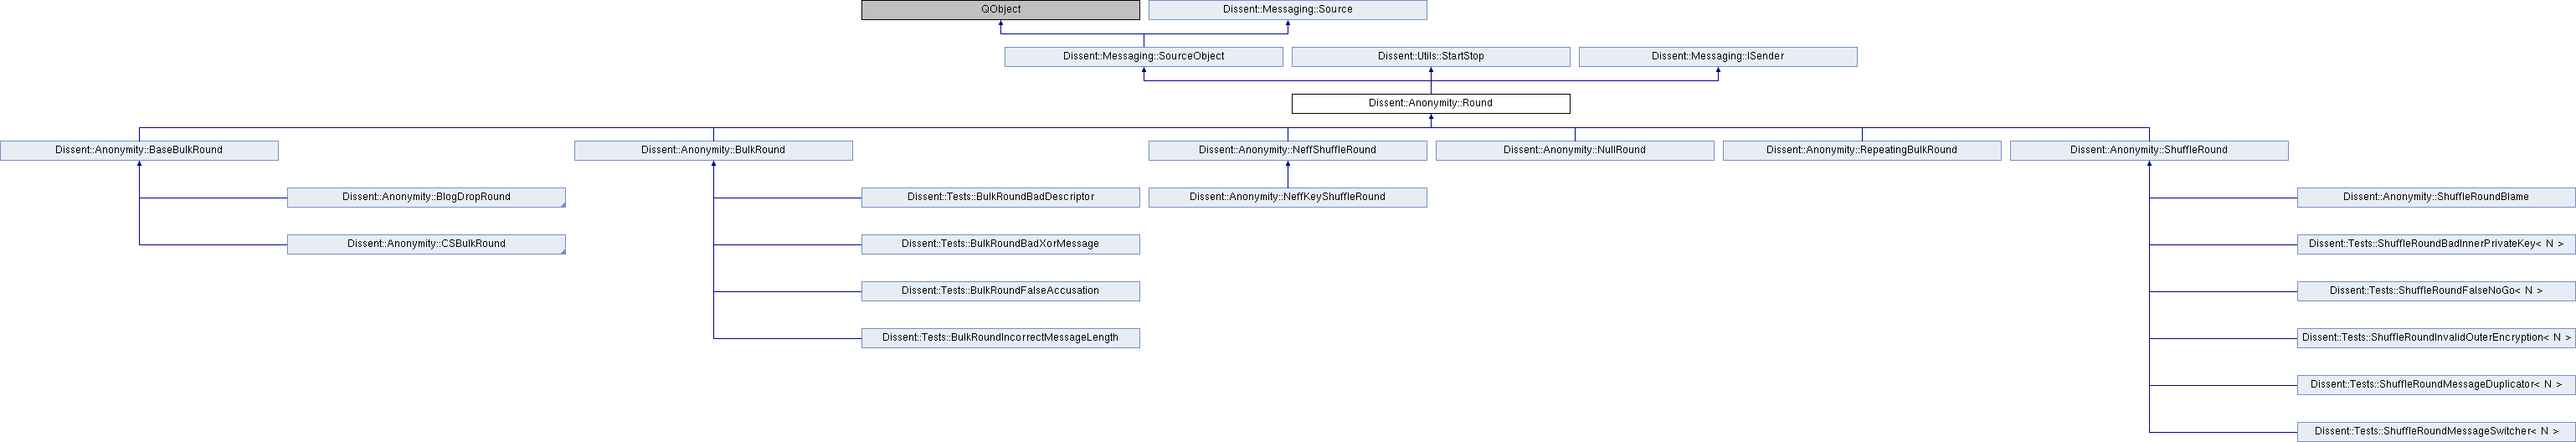 QObject
Dissent::Messaging::Source
Dissent::Messaging::SourceObject
Dissent::Utils::StartStop
Dissent::Messaging::ISender
Dissent::Anonymity::Round
Dissent::Anonymity::BaseBulkRound
Dissent::Anonymity::BulkRound
Dissent::Anonymity::NeffShuffleRound
Dissent::Anonymity::NullRound
Dissent::Anonymity::RepeatingBulkRound
Dissent::Anonymity::ShuffleRound
Dissent::Anonymity::BlogDropRound
Dissent::Tests::BulkRoundBadDescriptor
Dissent::Anonymity::NeffKeyShuffleRound
Dissent::Anonymity::ShuffleRoundBlame
Dissent::Anonymity::CSBulkRound
Dissent::Tests::BulkRoundBadXorMessage
Dissent::Tests::ShuffleRoundBadInnerPrivateKey< N >
Dissent::Tests::BulkRoundFalseAccusation
Dissent::Tests::ShuffleRoundFalseNoGo< N >
Dissent::Tests::BulkRoundIncorrectMessageLength
Dissent::Tests::ShuffleRoundInvalidOuterEncryption< N >
Dissent::Tests::ShuffleRoundMessageDuplicator< N >
Dissent::Tests::ShuffleRoundMessageSwitcher< N >